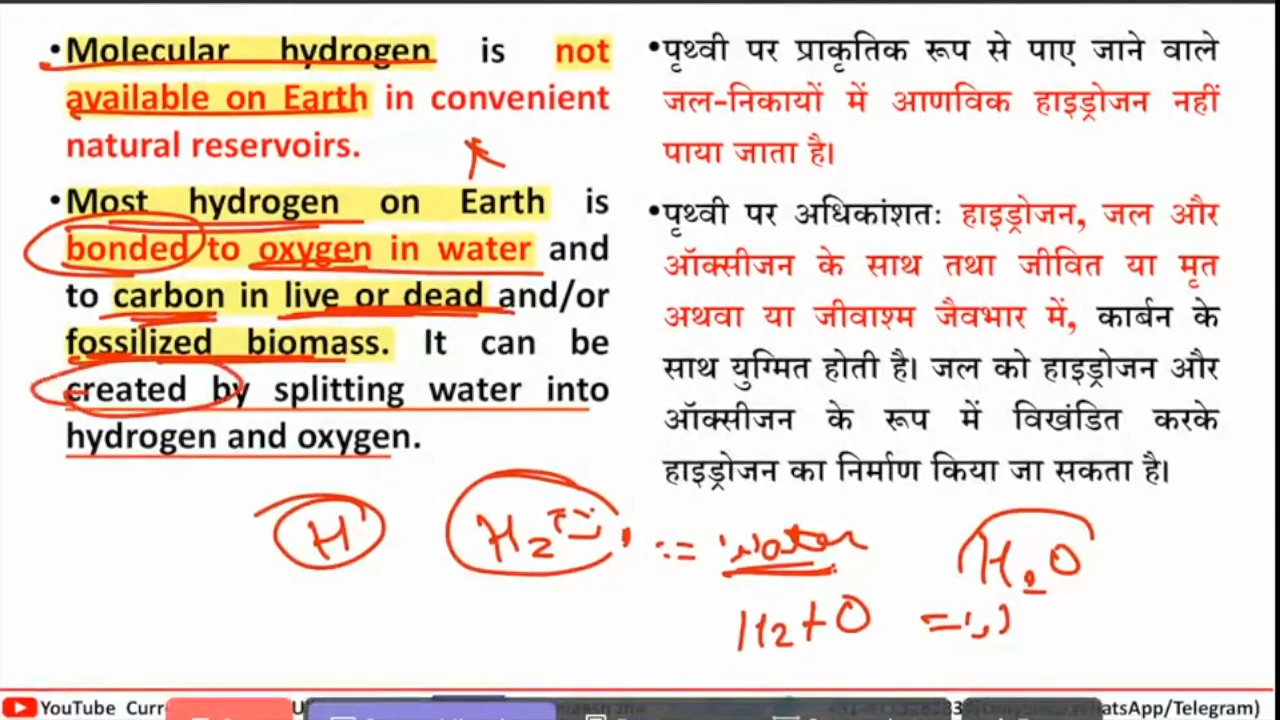 •Molecular hydrogen is not
available on Earth in convenient
natural reservoirs.
•Most hydrogen on Earth is
bonded to oxygen in water and
to carbon in live or dead and/or
fossilized biomass. It can be
created by splitting water into
hydrogen and oxygen.
•पृथ्वी पर प्राकृतिक रूप से पाए जाने वाले
जल-निकायों में आणविक हाइड्रोजन नहीं
पाया जाता है।
•पृथ्वी पर अधिकांशतः हाइड्रोजन, जल और
ऑक्सीजन के साथ तथा जीवित या मृत
अथवा या जीवाश्म जैवभार में, कार्बन के
साथ युग्मित होती है। जल को हाइड्रोजन और
ऑक्सीजन के रूप में विखंडित करके
हाइड्रोजन का निर्माण किया जा सकता है।
H H2 = water H2O
H2+O =
YouTube WhatsApp/Telegram)